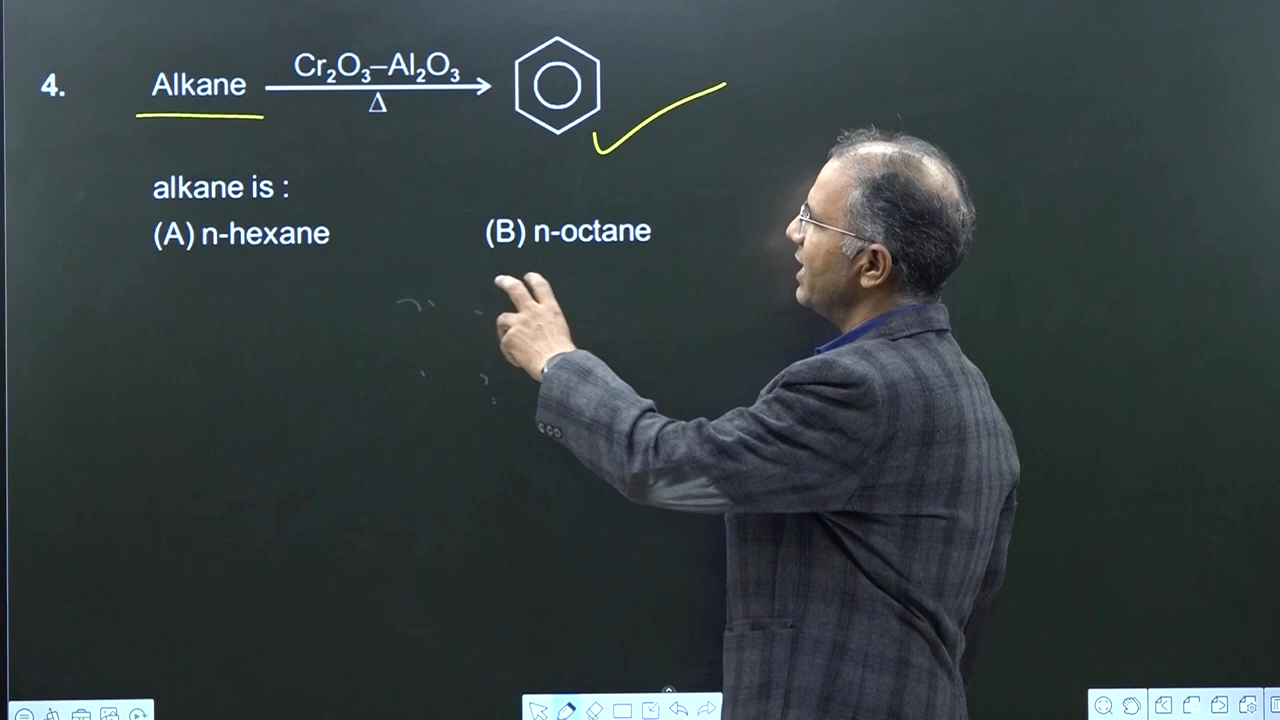 4. Alkane Cr₂O₃–Al₂O₃ Δ
alkane is :
(A) n-hexane (B) n-octane